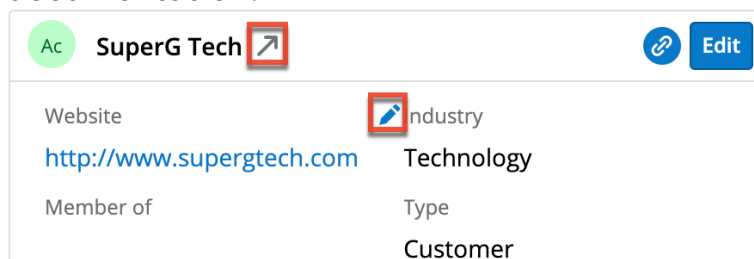 Ac SuperG Tech Edit
Website ndustry
http://www.supergtech.com Technology
Member of Type
Customer